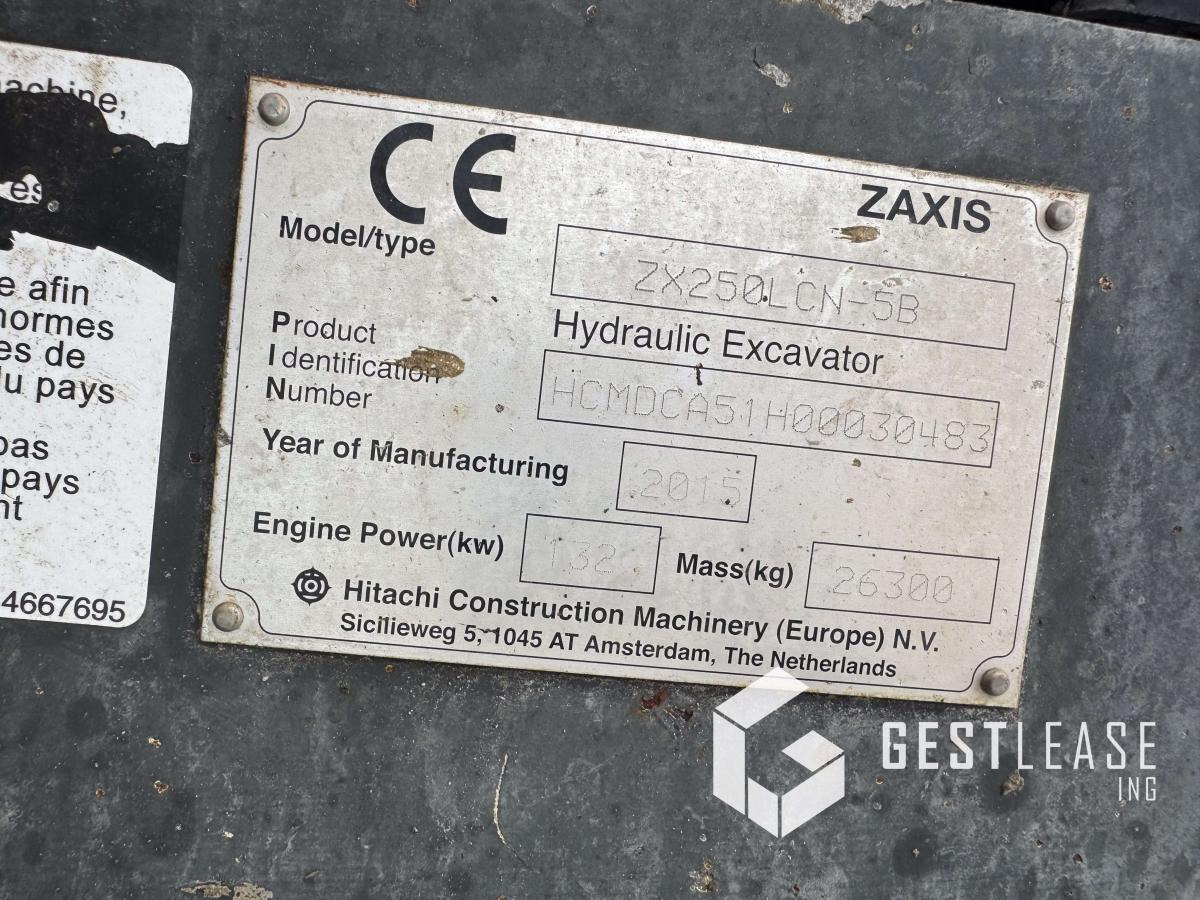 achine,
es.
e afin
normes
es de
du pays
pas
pays
nt
4667695
CE
ZAXIS
Model/type
ZX250LCN-5B
Hydraulic Excavator
Product
Identification
Number
HCMDCA51H00030483
Year of Manufacturing
2015
Engine Power(kw)
132
Mass(kg)
26300
Hitachi Construction Machinery (Europe) N.V.
Sicilieweg 5, 1045 AT Amsterdam, The Netherlands
GESTLEASE
ING